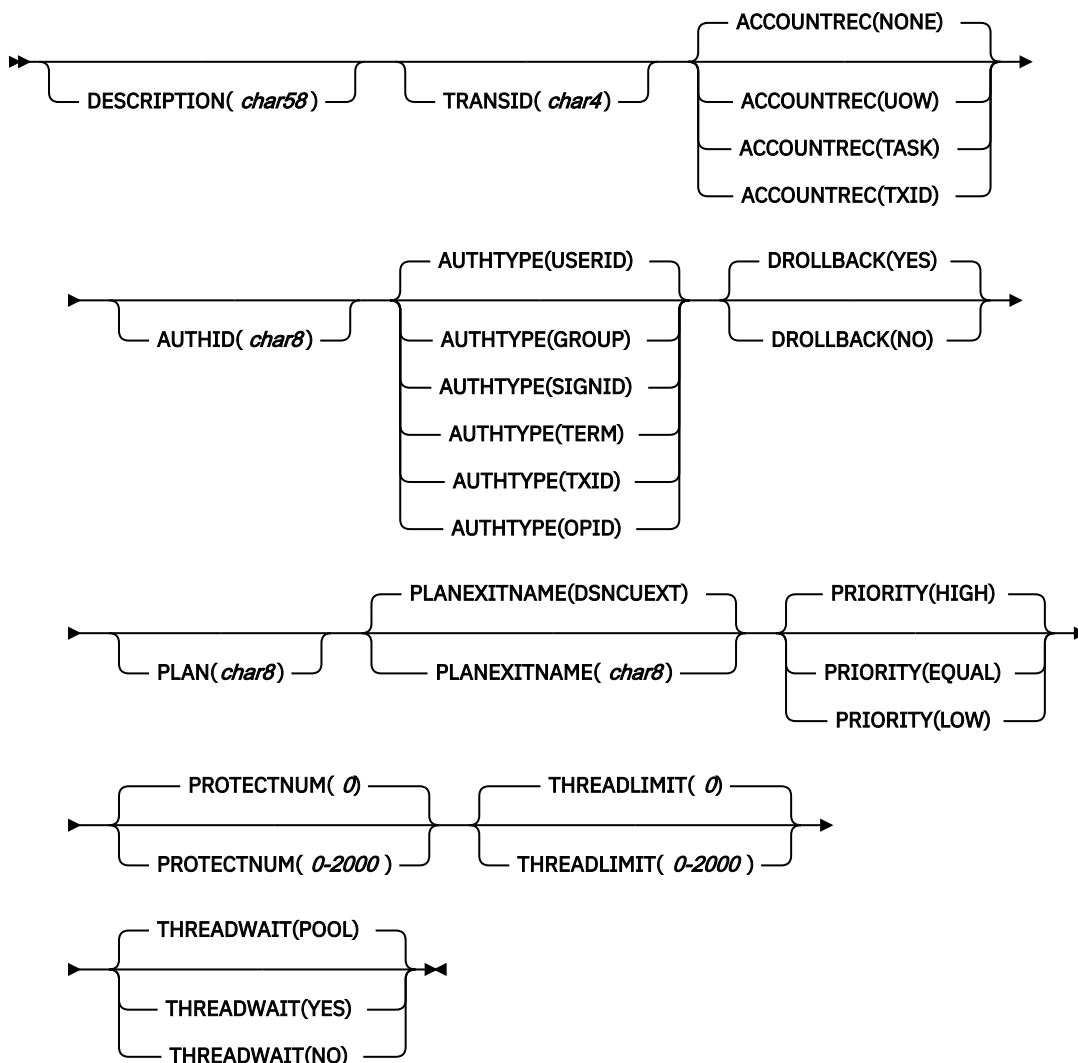 ACCOUNTREC(NONE)
DESCRIPTION( char58 )
TRANSID( char4 )
ACCOUNTREC(UOW)
ACCOUNTREC(TASK)
ACCOUNTREC(TXID)
AUTHTYPE(USERID)
DROLLBACK(YES)
AUTHID( char8 )
AUTHTYPE(GROUP)
DROLLBACK(NO)
AUTHTYPE(SIGNID)
AUTHTYPE(TERM)
AUTHTYPE(TXID)
AUTHTYPE(OPID)
PLANEXITNAME(DSNCUEXT)
PRIORITY(HIGH)
PLAN( char8 )
PLANEXITNAME( char8 )
PRIORITY(EQUAL)
PRIORITY(LOW)
PROTECTNUM( 0)
THREADLIMIT( 0)
PROTECTNUM( 0-2000 )
THREADLIMIT( 0-2000 )
THREADWAIT(POOL)
THREADWAIT(YES)
THREADWAIT(NO)